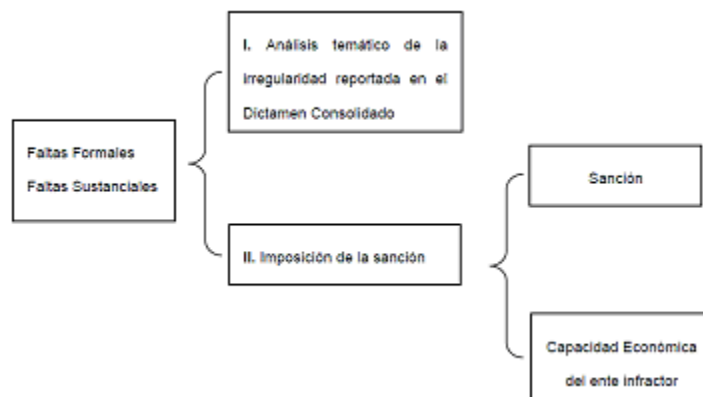 I. Análisis temático de la
irregularidad reportada en el
Dictamen Consolidado
Faltas Formales
Faltas Sustanciales
II. Imposición de la sanción
Sanción
Capacidad Económica
del ente infractor